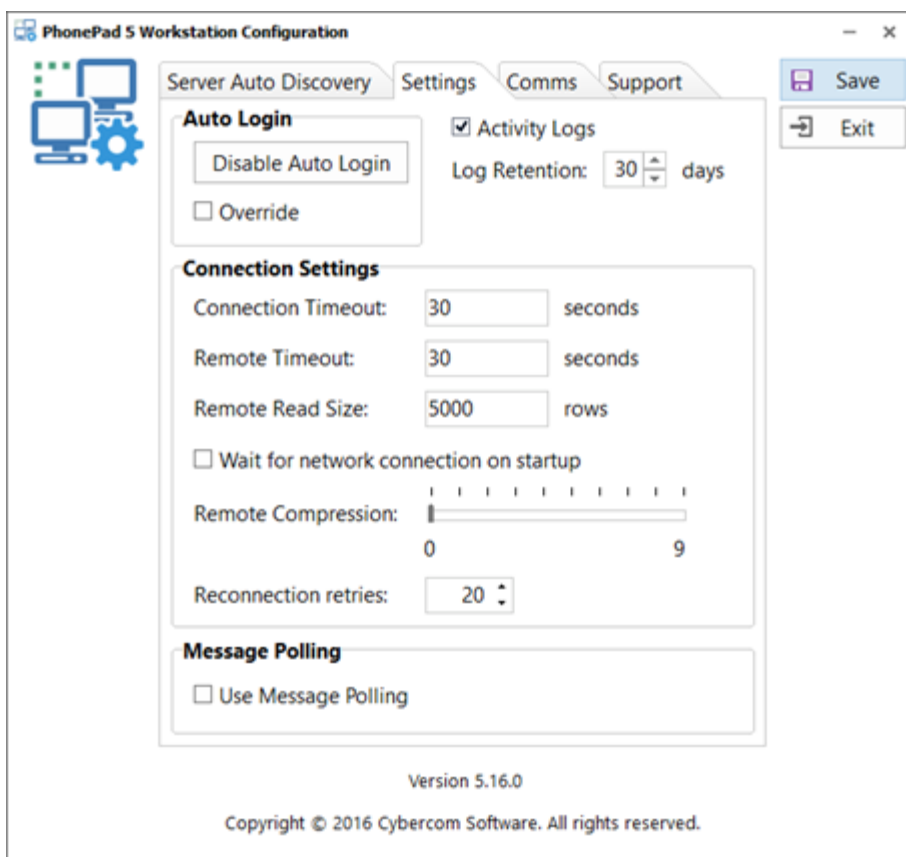 PhonePad 5 Workstation Configuration
Server Auto Discovery Settings Comms Support
Save
Exit
Auto Login
Disable Auto Login
Override
Activity Logs
Log Retention: 30 days
Connection Settings
Connection Timeout: 30 seconds
Remote Timeout: 30 seconds
Remote Read Size: 5000 rows
Wait for network connection on startup
Remote Compression:
0 9
Reconnection retries: 20
Message Polling
Use Message Polling
Version 5.16.0
Copyright © 2016 Cybercom Software. All rights reserved.